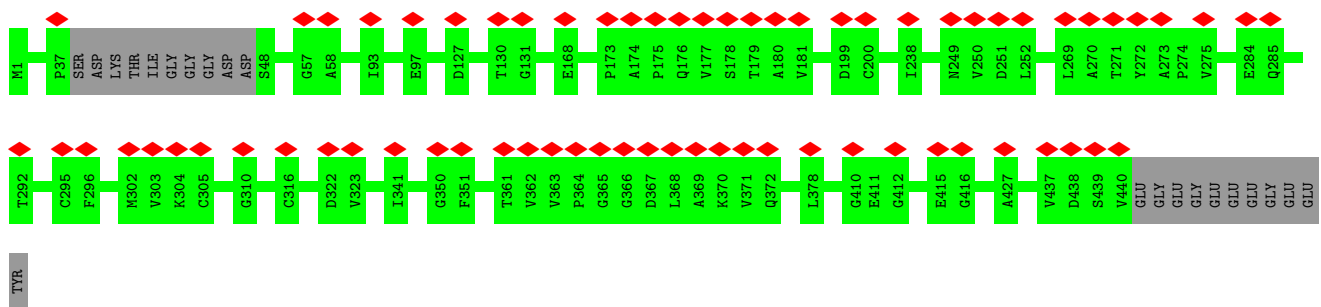 M1 P37 SER ASP LYS THR ILE GLY GLY GLY ASP ASP S48 G57 A58 I93 E97 D127 T130 G131 E168 P173 A174 P175 Q176 V177 S178 T179 A180 V181 D199 C200 I238 N249 V250 D251 L252 L269 A270 T271 Y272 A273 P274 V275 E284 Q285
T292 C295 F296 M302 V303 K304 C305 G310 C316 D322 V323 I341 G350 F351 T361 V362 V363 P364 G365 G366 D367 L368 A369 K370 V371 Q372 L378 G410 E411 G412 E415 G416 A427 V437 D438 S439 V440 GLU GLY GLU GLY GLU GLU GLU GLY GLU GLU
TYR